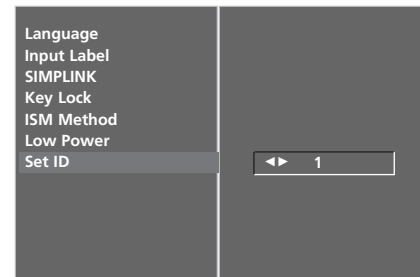 Language
Input Label
SIMPLINK
Key Lock
ISM Method
Low Power
Set ID ◄► 1